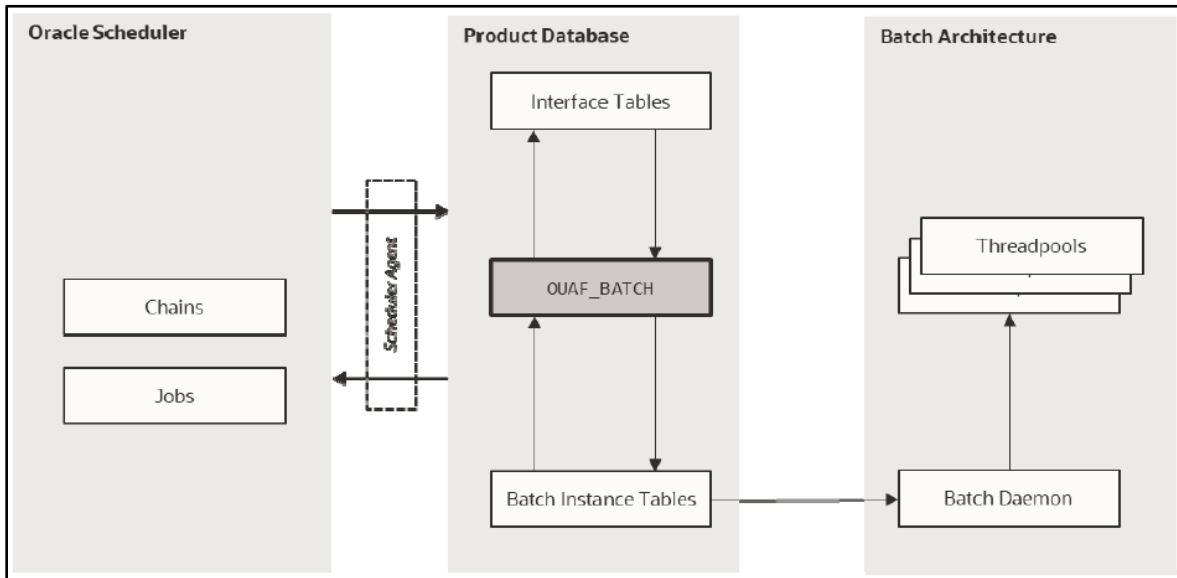 Oracle Scheduler
Chains
Jobs
Scheduler Agent
Product Database
Interface Tables
OUAF_BATCH
Batch Instance Tables
Batch Architecture
Threadpools
Batch Daemon